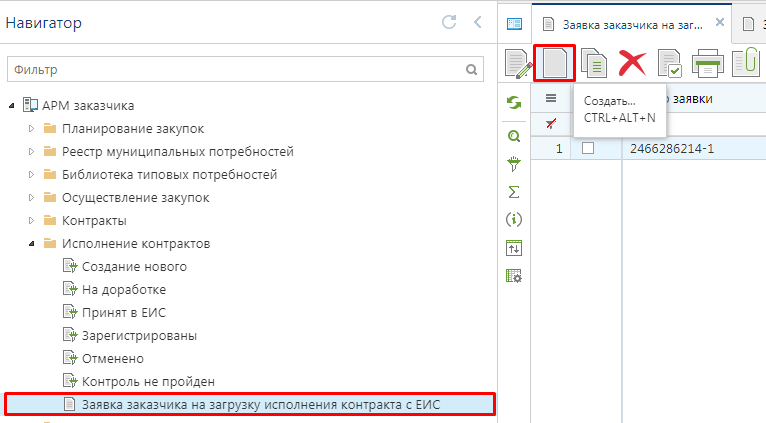 Навигатор
Фильтр
АРМ заказчика
Планирование закупок
Реестр муниципальных потребностей
Библиотека типовых потребностей
Осуществление закупок
Контракты
Исполнение контрактов
Создание нового
На доработке
Принят в ЕИС
Зарегистрированы
Отменено
Контроль не пройден
Заявка заказчика на загрузку исполнения контракта с ЕИС
Заявка заказчика на заг...
заявки
Создать...
CTRL+ALT+N
1 2466286214-1